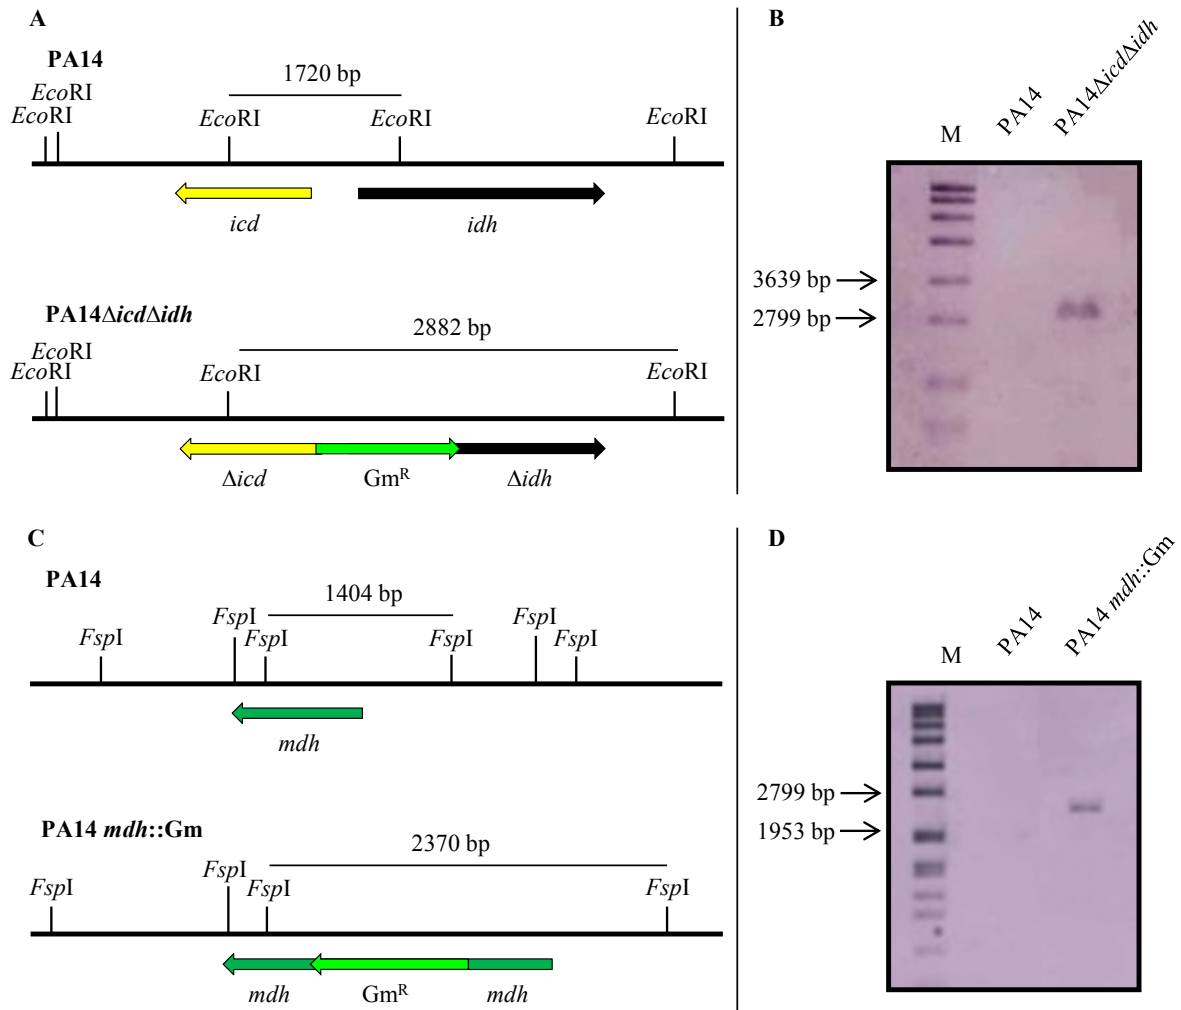 A
PA14
1720 bp
EcoRI
EcoRI
EcoRI
EcoRI
EcoRI
icd
idh
PA14ΔicdΔidh
2882 bp
EcoRI
EcoRI
EcoRI
EcoRI
Δicd
GmR
Δidh
B
M
PA14
PA14ΔicdΔidh
3639 bp
2799 bp
C
PA14
1404 bp
FspI
FspI
FspI
FspI
FspI
FspI
mdh
PA14 mdh::Gm
2370 bp
FspI
FspI
FspI
FspI
mdh
GmR
mdh
D
M
PA14
PA14 mdh::Gm
2799 bp
1953 bp